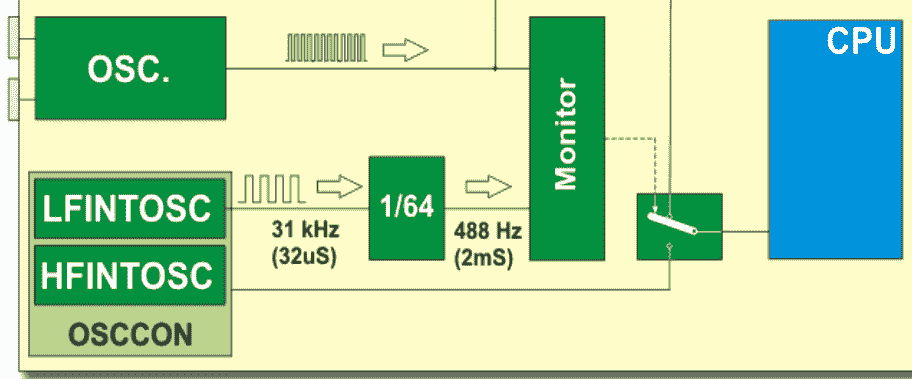 OSC.
Monitor
CPU
LFINTOSC
31 kHz
(32uS)
1/64
488 Hz
(2mS)
HFINTOSC
OSCCON